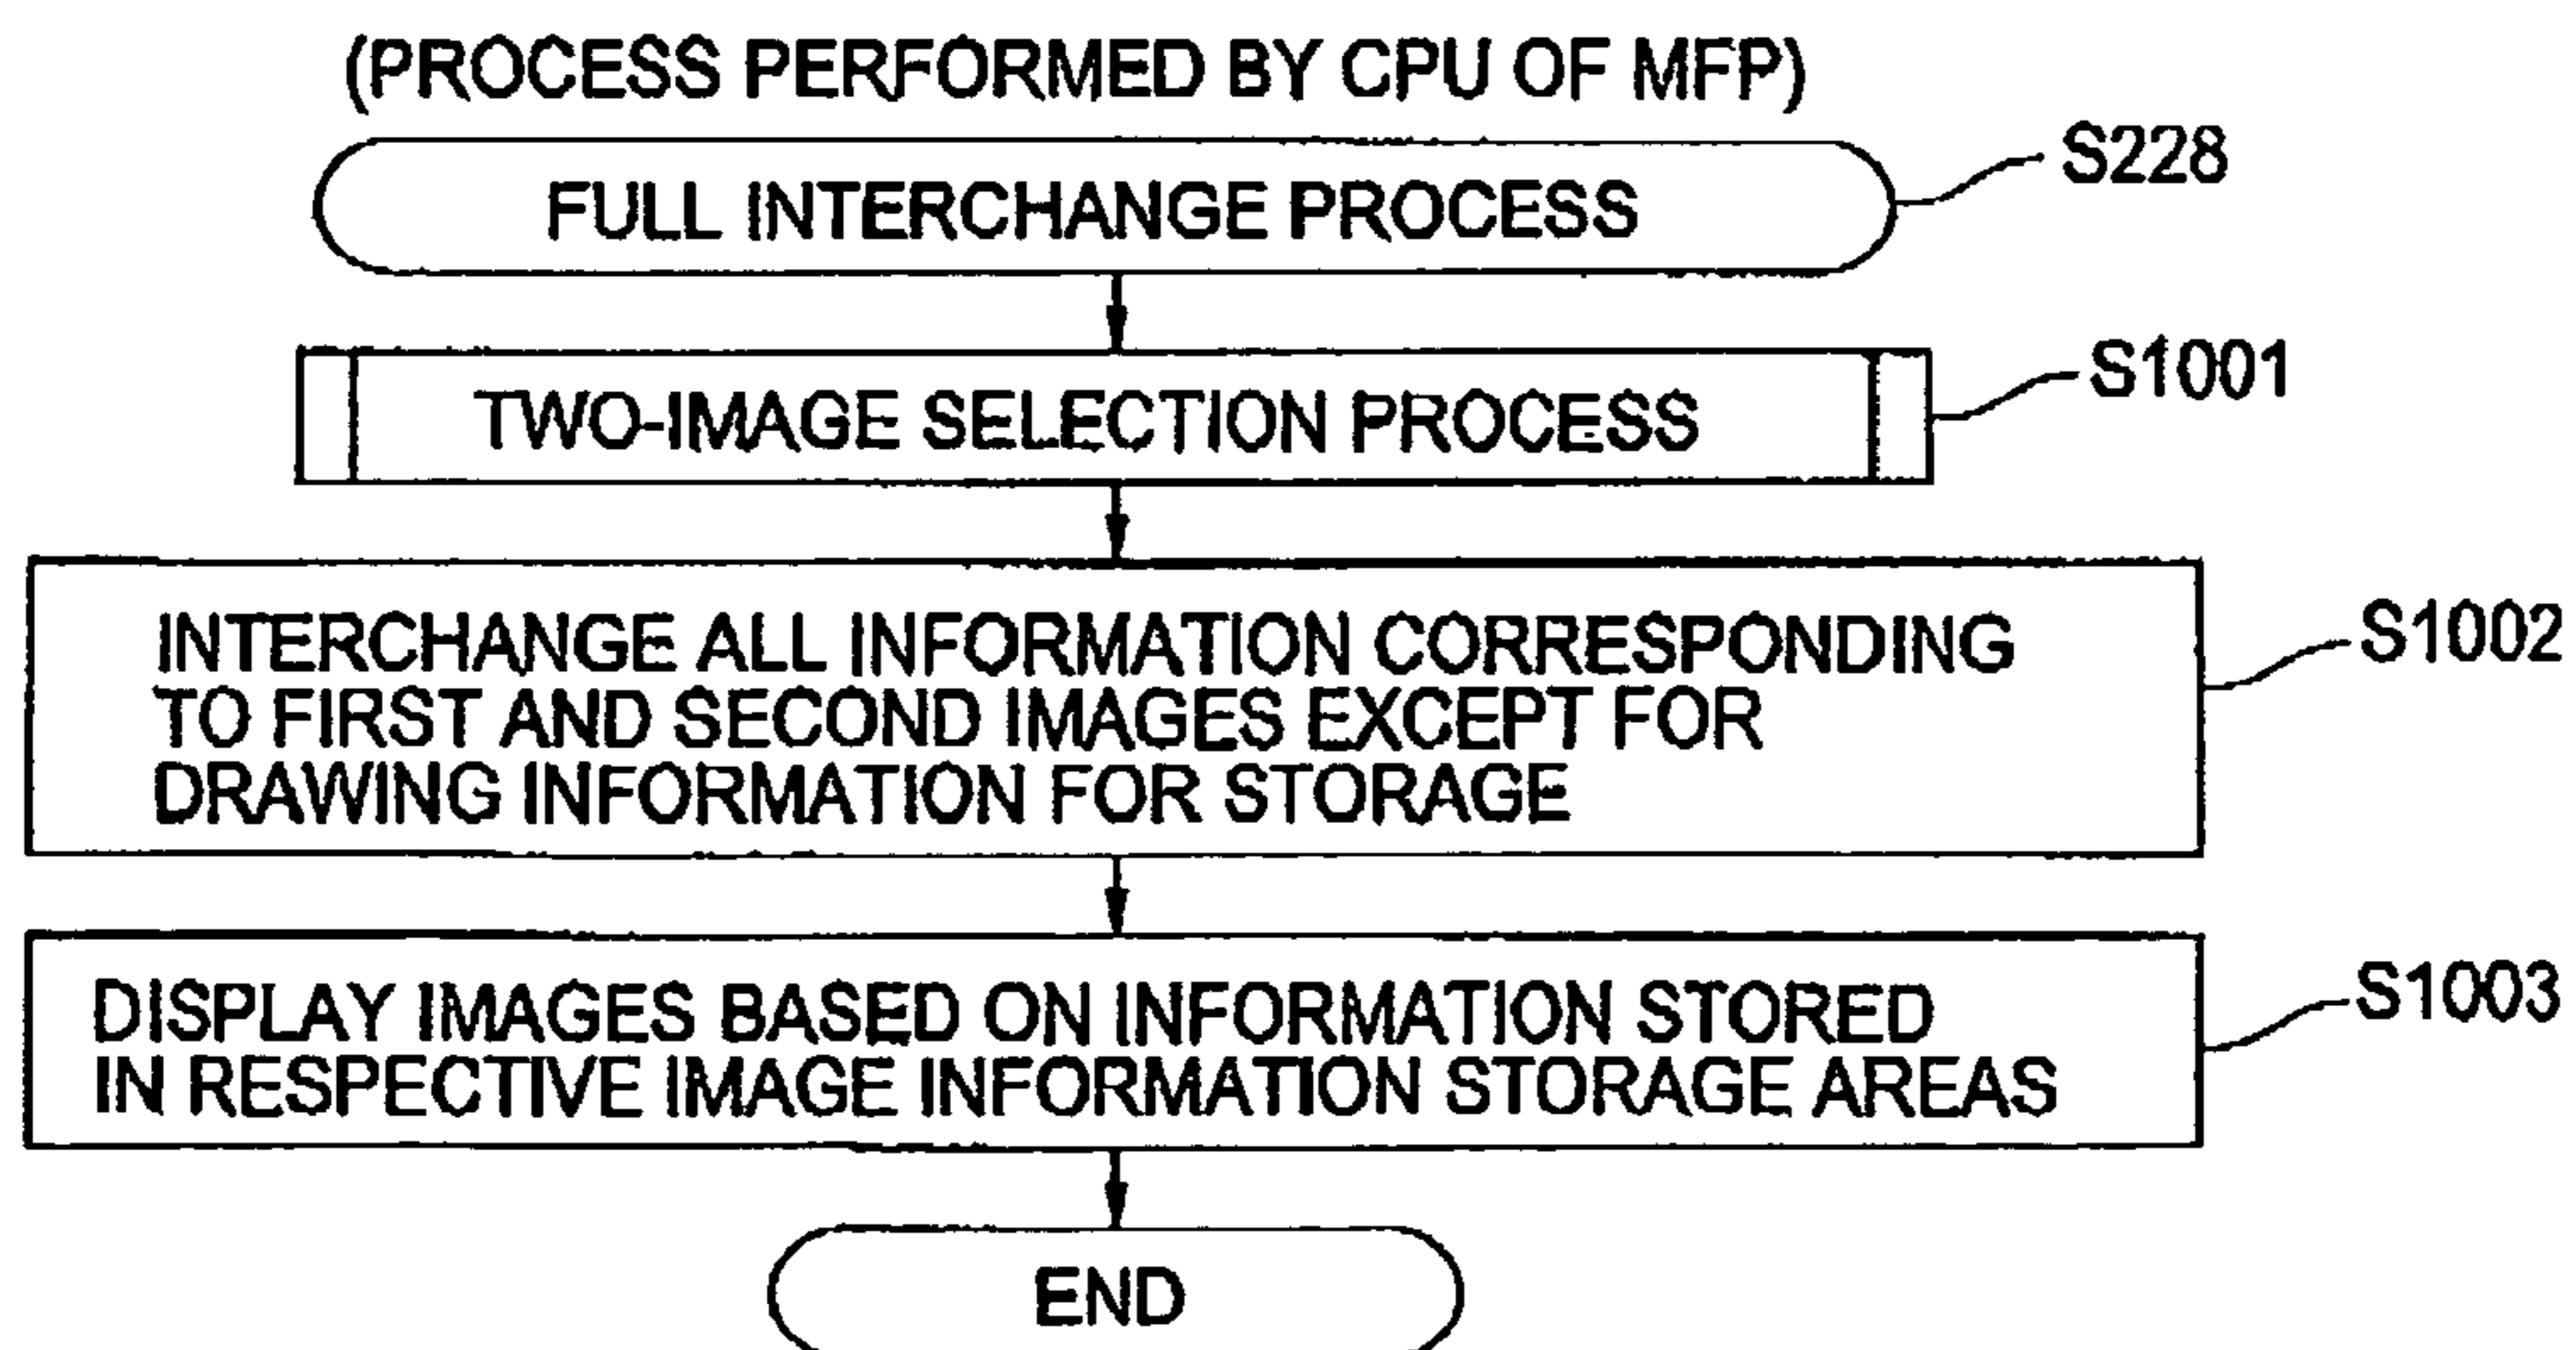 (PROCESS PERFORMED BY CPU OF MFP)
FULL INTERCHANGE PROCESS
S228
TWO-IMAGE SELECTION PROCESS
S1001
INTERCHANGE ALL INFORMATION CORRESPONDING
TO FIRST AND SECOND IMAGES EXCEPT FOR
DRAWING INFORMATION FOR STORAGE
S1002
DISPLAY IMAGES BASED ON INFORMATION STORED
IN RESPECTIVE IMAGE INFORMATION STORAGE AREAS
S1003
END